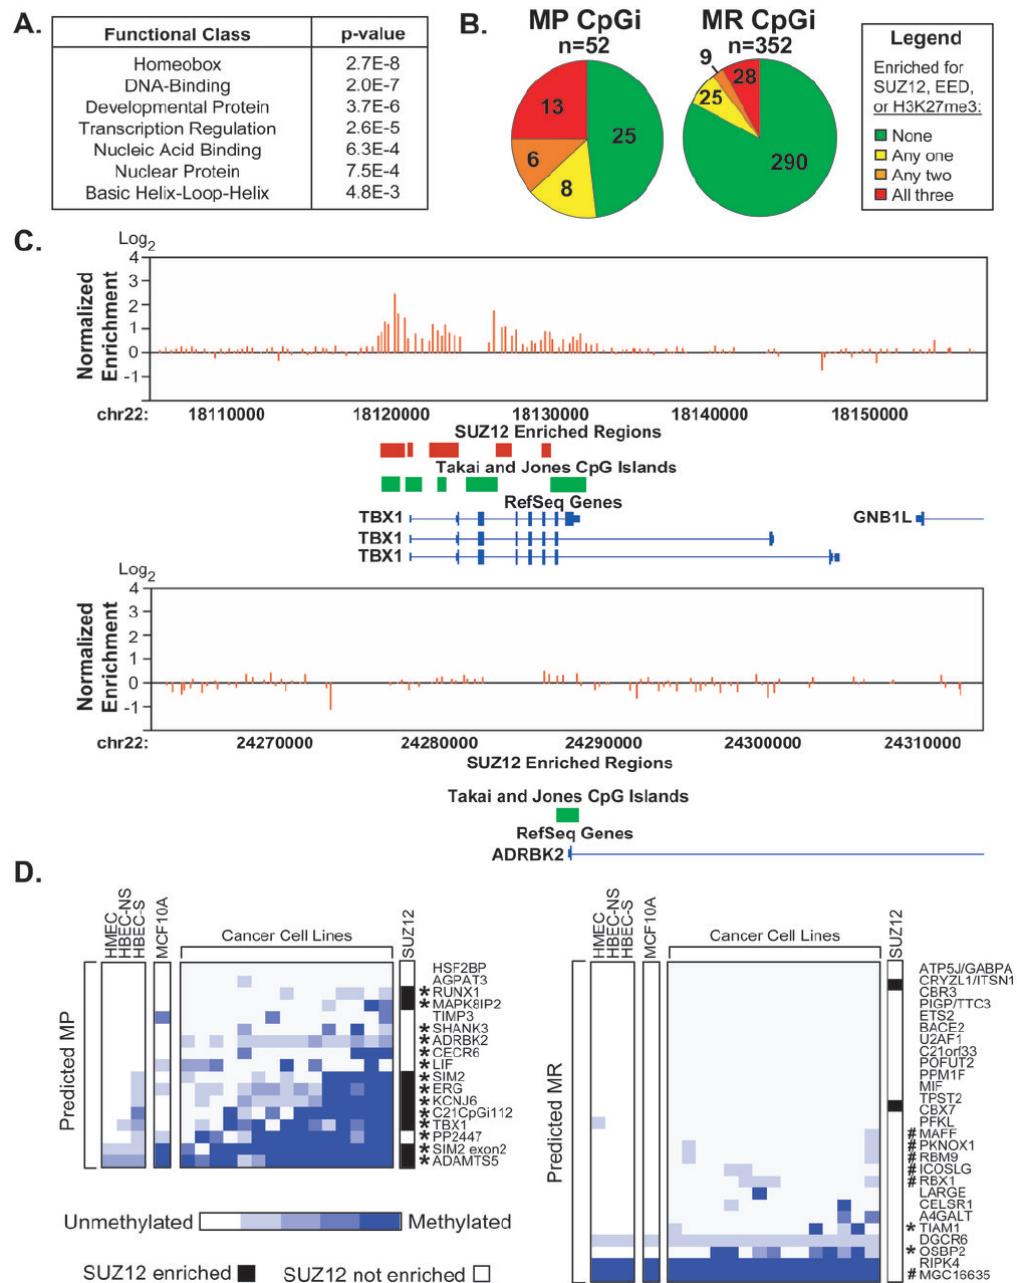 A.
Functional Class p-value
Homeobox 2.7E-8
DNA-Binding 2.0E-7
Developmental Protein 3.7E-6
Transcription Regulation 2.6E-5
Nucleic Acid Binding 6.3E-4
Nuclear Protein 7.5E-4
Basic Helix-Loop-Helix 4.8E-3
B.
MP CpGi
n=52
13
25
6
8
MR CpGi
n=352
9
28
25
290
Legend
Enriched for
SUZ12, EED,
or H3K27me3:
None
Any one
Any two
All three
C.
Log2
Normalized
Enrichment
4
3
2
1
0
-1
chr22: 18110000 18120000 18130000 18140000 18150000
SUZ12 Enriched Regions
Takai and Jones CpG Islands
RefSeq Genes
TBX1
GNB1L
TBX1
TBX1
Log2
Normalized
Enrichment
4
3
2
1
0
-1
chr22: 24270000 24280000 24290000 24300000 24310000
SUZ12 Enriched Regions
Takai and Jones CpG Islands
RefSeq Genes
ADRBK2
D.
HMEC
HBEC-NS
HBEC-S
MCF10A
Cancer Cell Lines
SUZ12
Predicted MP
HSF2BP
AGPAT3
*RUNX1
*MAPK8IP2
TIMP3
*SHANK3
*ADRBK2
*CECR6
*LIF
*SIM2
*ERG
*KCNJ6
*C21CpGi112
*TBX1
*PP2447
*SIM2 exon2
*ADAMTS5
Unmethylated Methylated
SUZ12 enriched SUZ12 not enriched
HMEC
HBEC-NS
HBEC-S
MCF10A
Cancer Cell Lines
SUZ12
Predicted MR
ATP5J/GABPA
CRYZL1/ITSN1
CBR3
PIGP/TTC3
ETS2
BACE2
U2AF1
C21orf33
POFUT2
PPM1F
MIF
TPST2
CBX7
PFKL
#MAFF
#PKNOX1
#RBM9
#ICOSLG
#RBX1
LARGE
CELSR1
A4GALT
*TIAM1
DGCR6
*OSBP2
RIPK4
#MGC16635